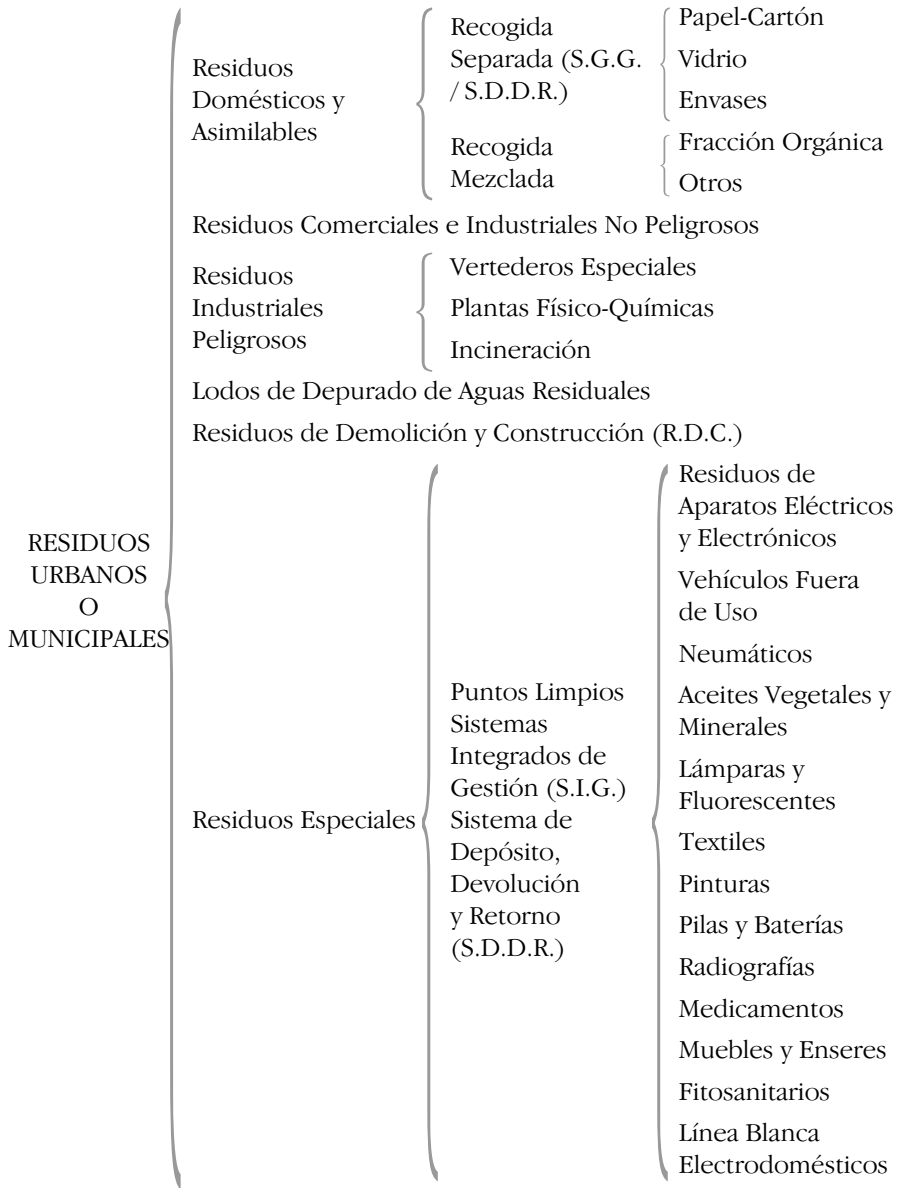 RESIDUOS
URBANOS
O
MUNICIPALES
Residuos
Domésticos y
Asimilables
Recogida
Separada (S.G.G.
/ S.D.D.R.)
Papel-Cartón
Vidrio
Envases
Recogida
Mezclada
Fracción Orgánica
Otros
Residuos Comerciales e Industriales No Peligrosos
Residuos
Industriales
Peligrosos
Vertederos Especiales
Plantas Físico-Químicas
Incineración
Lodos de Depurado de Aguas Residuales
Residuos de Demolición y Construcción (R.D.C.)
Residuos Especiales
Puntos Limpios
Sistemas
Integrados de
Gestión (S.I.G.)
Sistema de
Depósito,
Devolución
y Retorno
(S.D.D.R.)
Residuos de
Aparatos Eléctricos
y Electrónicos
Vehículos Fuera
de Uso
Neumáticos
Aceites Vegetales y
Minerales
Lámparas y
Fluorescentes
Textiles
Pinturas
Pilas y Baterías
Radiografías
Medicamentos
Muebles y Enseres
Fitosanitarios
Línea Blanca
Electrodomésticos